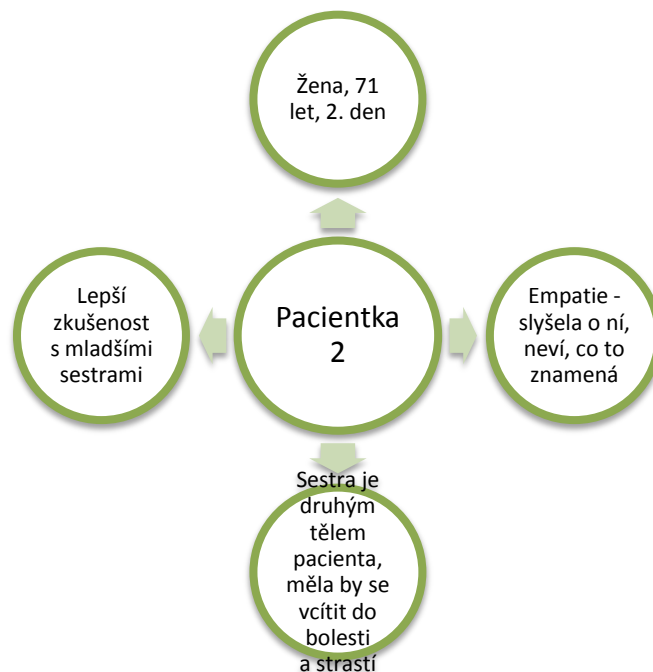 Žena, 71
let, 2. den
Lepší
zkušenost
s mladšími
sestrami
Pacientka
2
Empatie -
slyšela o ní,
neví, co to
znamená
Sestra je
druhým
tělem
pacienta,
měla by se
vcítit do
bolesti
a strastí